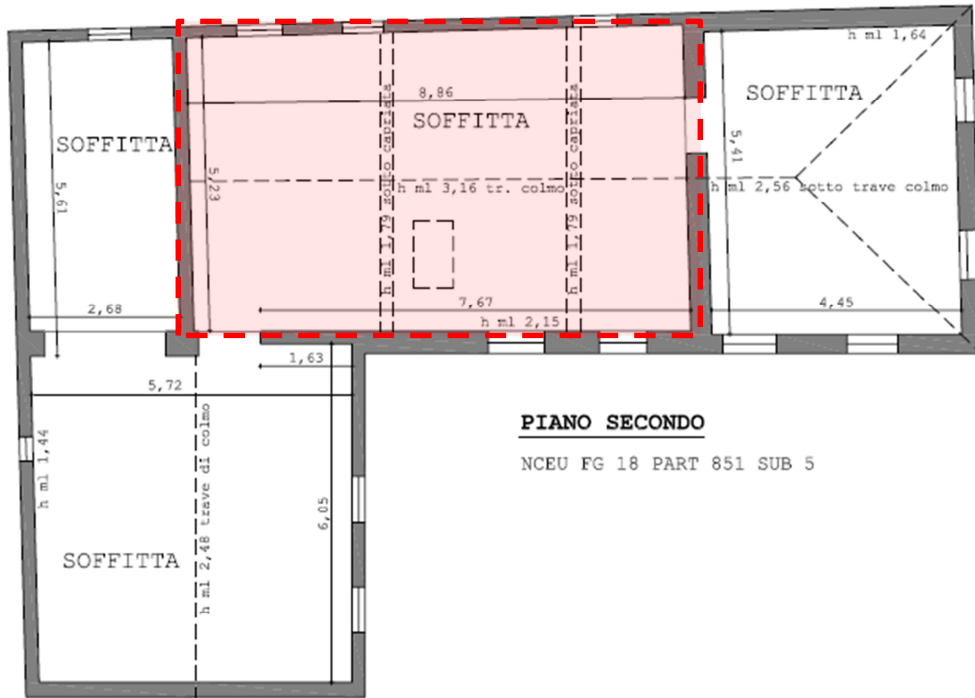 h ml 1,64
8,86
SOFFITTA
SOFFITTA
SOFFITTA
5,61
5,23
h ml 1,79 sotto capriata
h ml 1,79 sotto capriata
5,41
h ml 3,16 tr. colmo
h ml 2,56 sotto trave colmo
2,68
7,67
4,45
h ml 2,15
1,63
5,72
h ml 1,44
h ml 2,48 trave di colmo
6,05
SOFFITTA
PIANO SECONDO
NCEU FG 18 PART 851 SUB 5